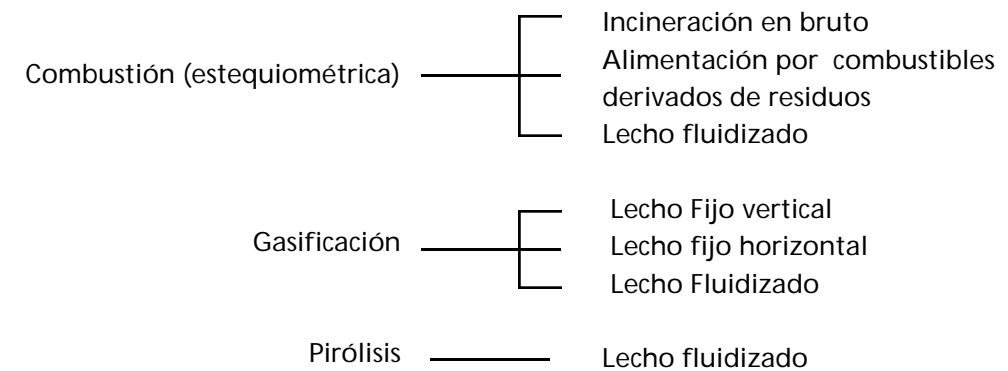 Combustión (estequiométrica)
Incineración en bruto
Alimentación por combustibles
derivados de residuos
Lecho fluidizado
Gasificación
Lecho Fijo vertical
Lecho fijo horizontal
Lecho Fluidizado
Pirólisis
Lecho fluidizado